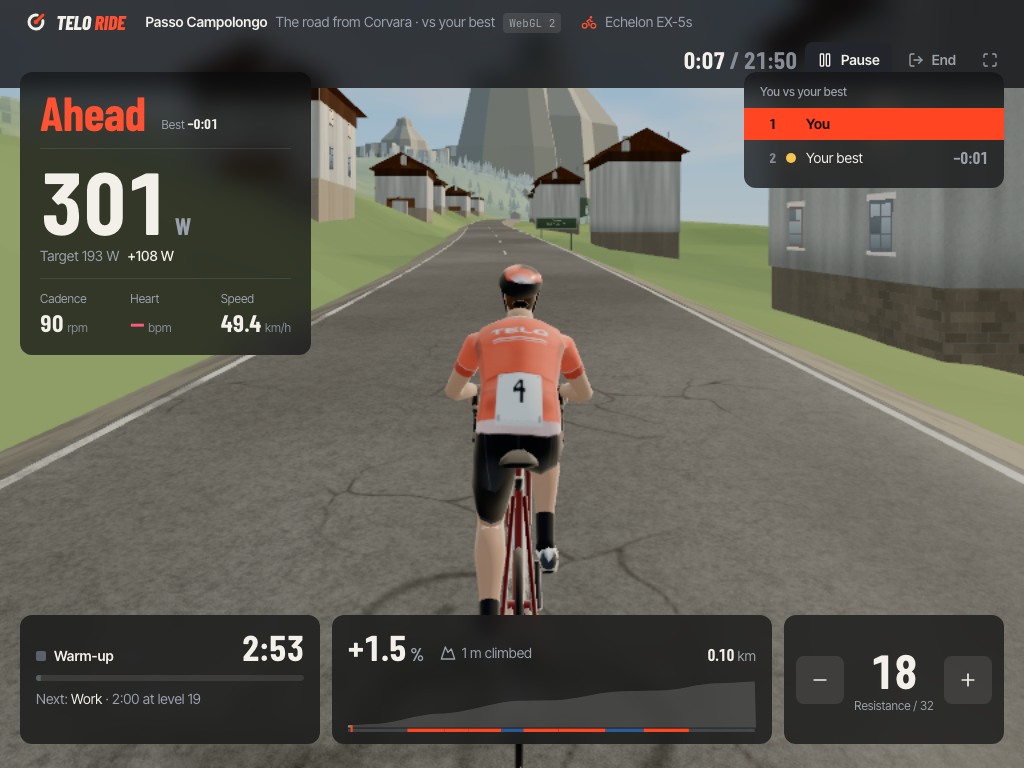 TELO RIDE Passo Campolongo The road from Corvara · vs your best WebGL 2 Echelon EX-5s
0:07 / 21:50 Pause End
Ahead Best −0:01
301 W
Target 193 W +108 W
Cadence Heart Speed
90 rpm – bpm 49.4 km/h
You vs your best
1 You
2 Your best −0:01
TELO
4
Warm-up 2:53
Next: Work · 2:00 at level 19
+1.5 % 1 m climbed 0.10 km
− 18 +
Resistance / 32